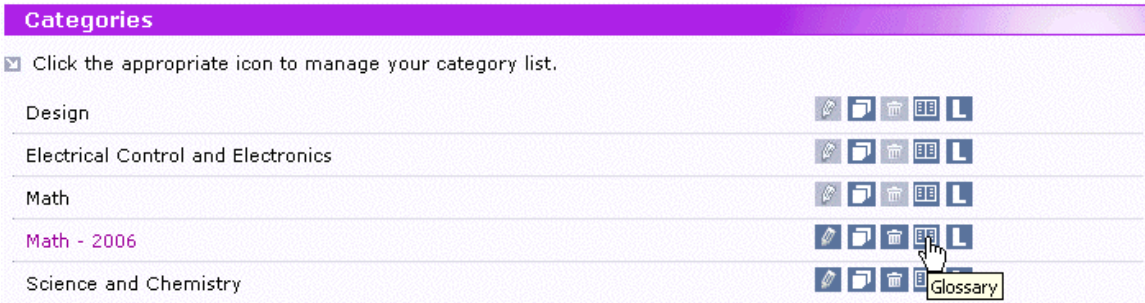 Categories
Click the appropriate icon to manage your category list.
Design L
Electrical Control and Electronics L
Math L
Math - 2006 L
Science and Chemistry
Glossary